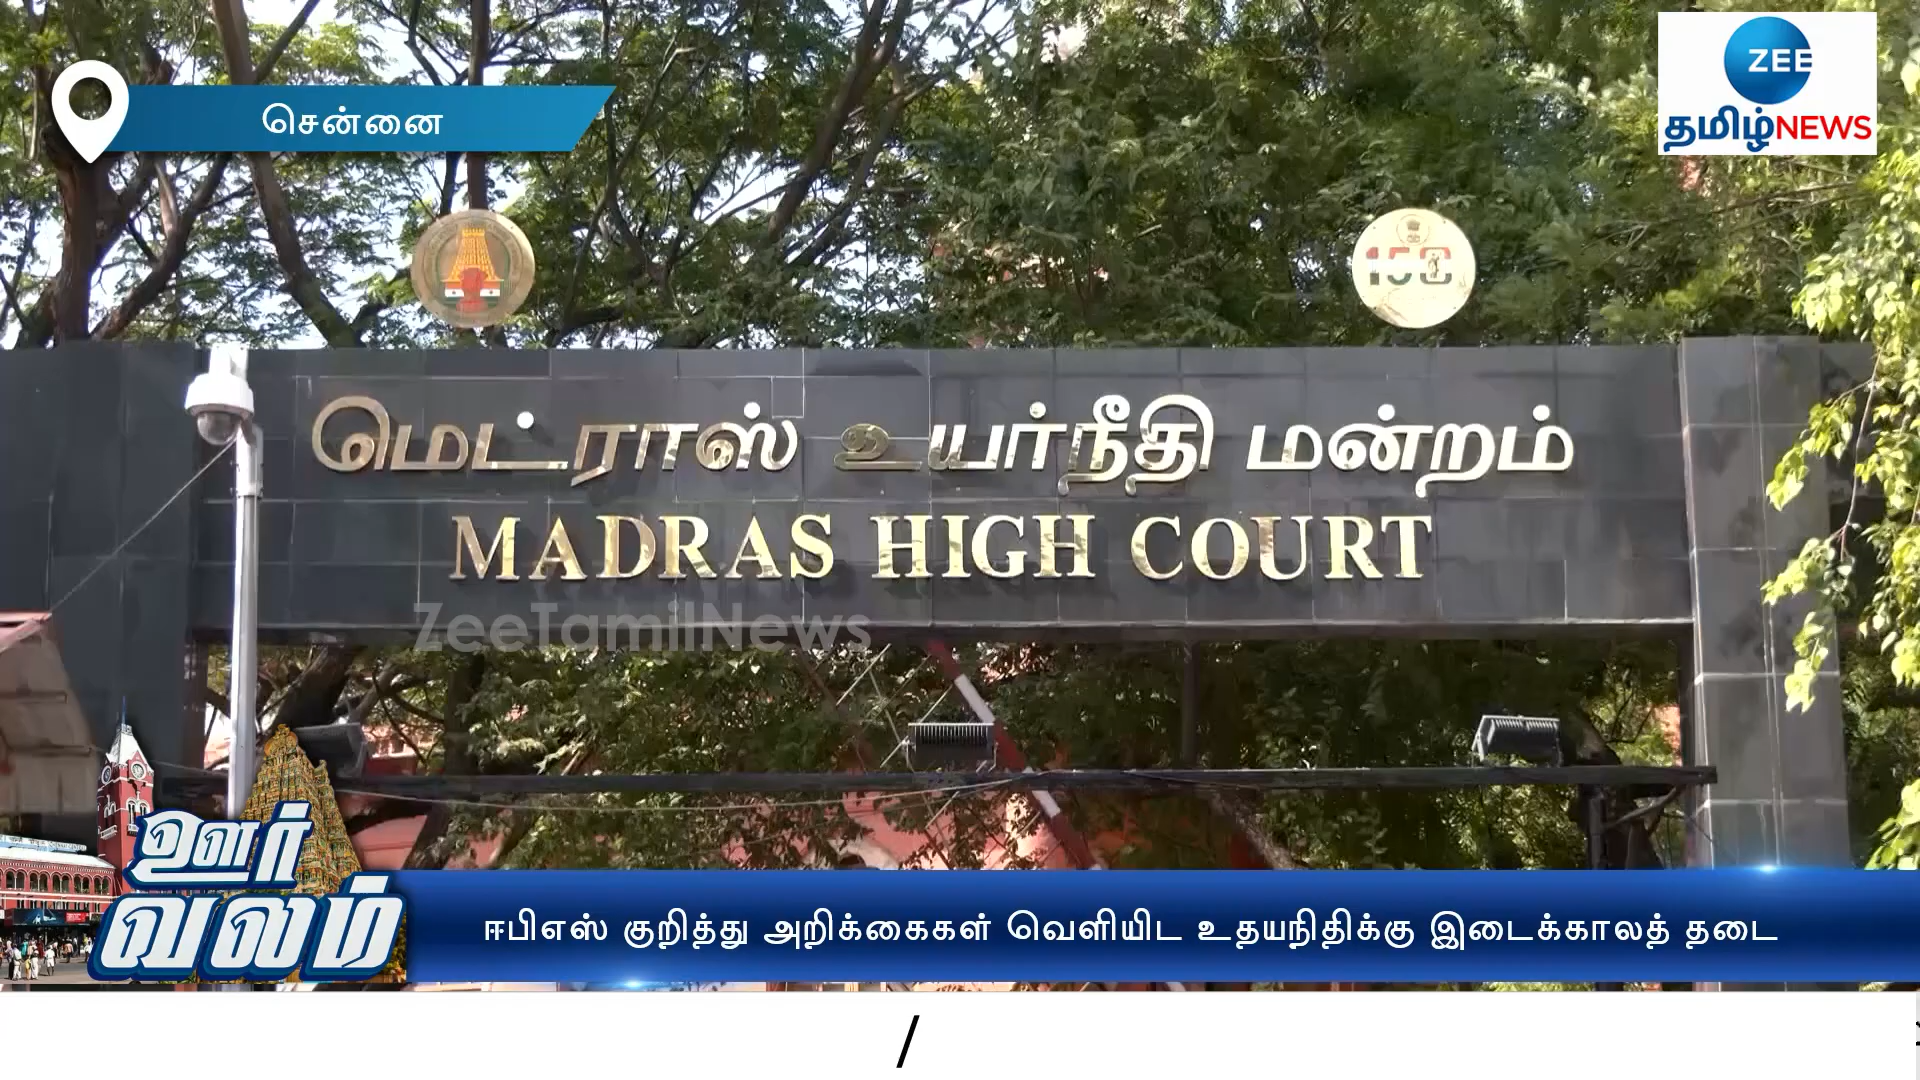 ZEE
தமிழ்NEWS
சென்னை
150
மெட்ராஸ் உயர்நீதி மன்றம்
MADRAS HIGH COURT
ZeeTamilNews
ஊர்
வலம்
ஈபிஎஸ் குறித்து அறிக்கைகள் வெளியிட உதயநிதிக்கு இடைக்காலத் தடை
/